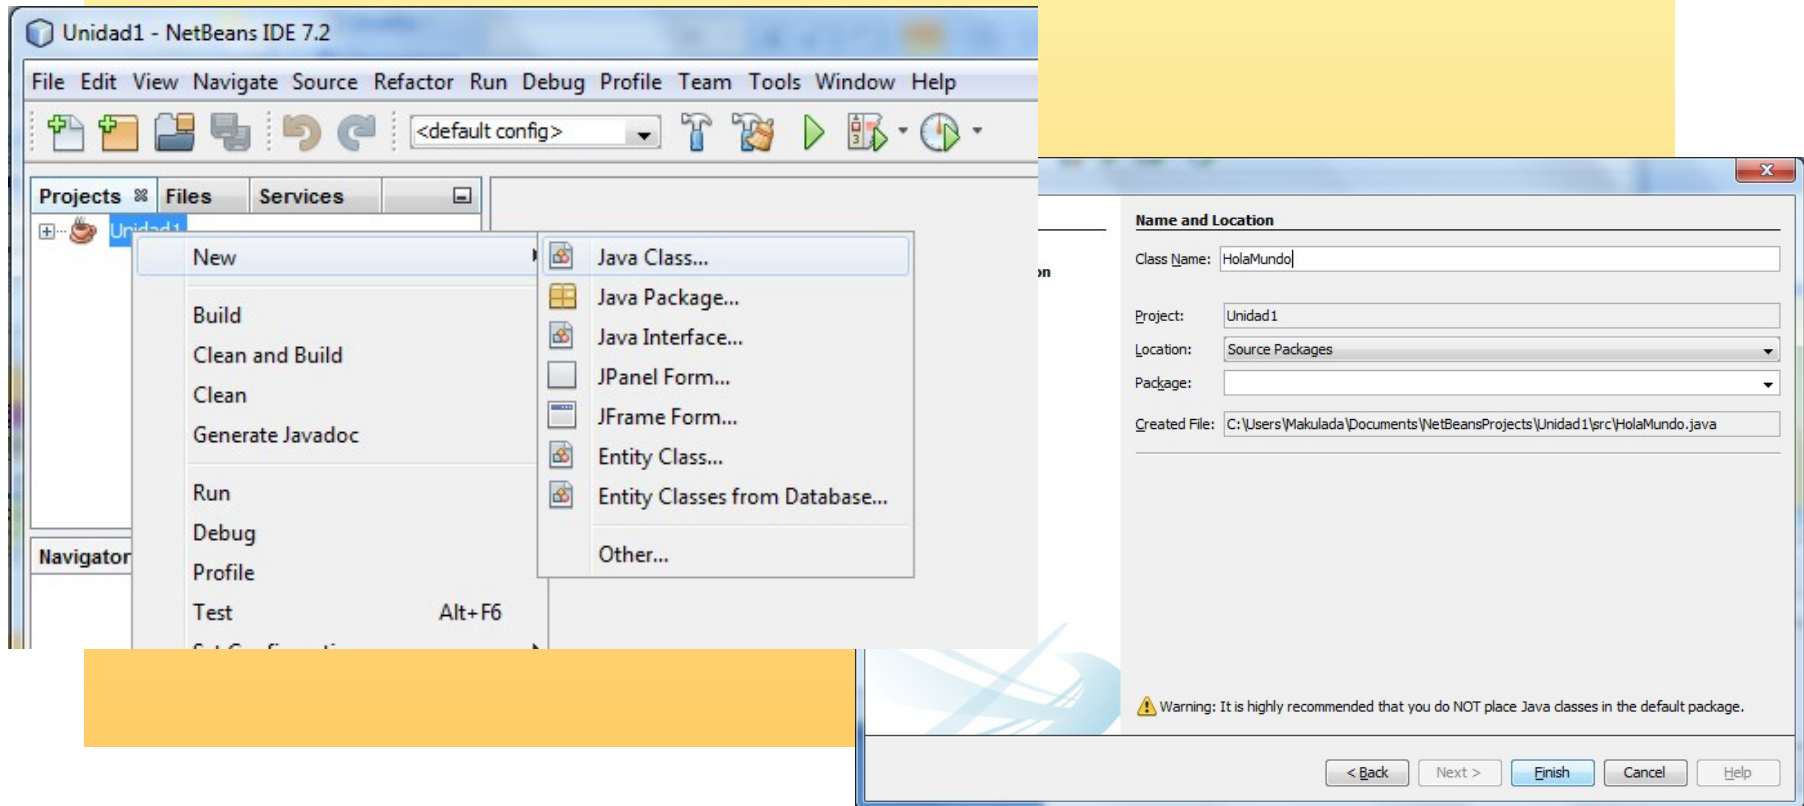 Unidad1 - NetBeans IDE 7.2
File Edit View Navigate Source Refactor Run Debug Profile Team Tools Window Help
<default config>
Projects Files Services
Unidad1
New
Build
Clean and Build
Clean
Generate Javadoc
Run
Debug
Profile
Test Alt+F6
Java Class...
Java Package...
Java Interface...
JPanel Form...
JFrame Form...
Entity Class...
Entity Classes from Database...
Other...
Navigator
Name and Location
Class Name: HolaMundo
Project: Unidad1
Location: Source Packages
Package:
Created File: C:\Users\Makulada\Documents\NetBeansProjects\Unidad1\src\HolaMundo.java
Warning: It is highly recommended that you do NOT place Java classes in the default package.
< Back Next > Finish Cancel Help